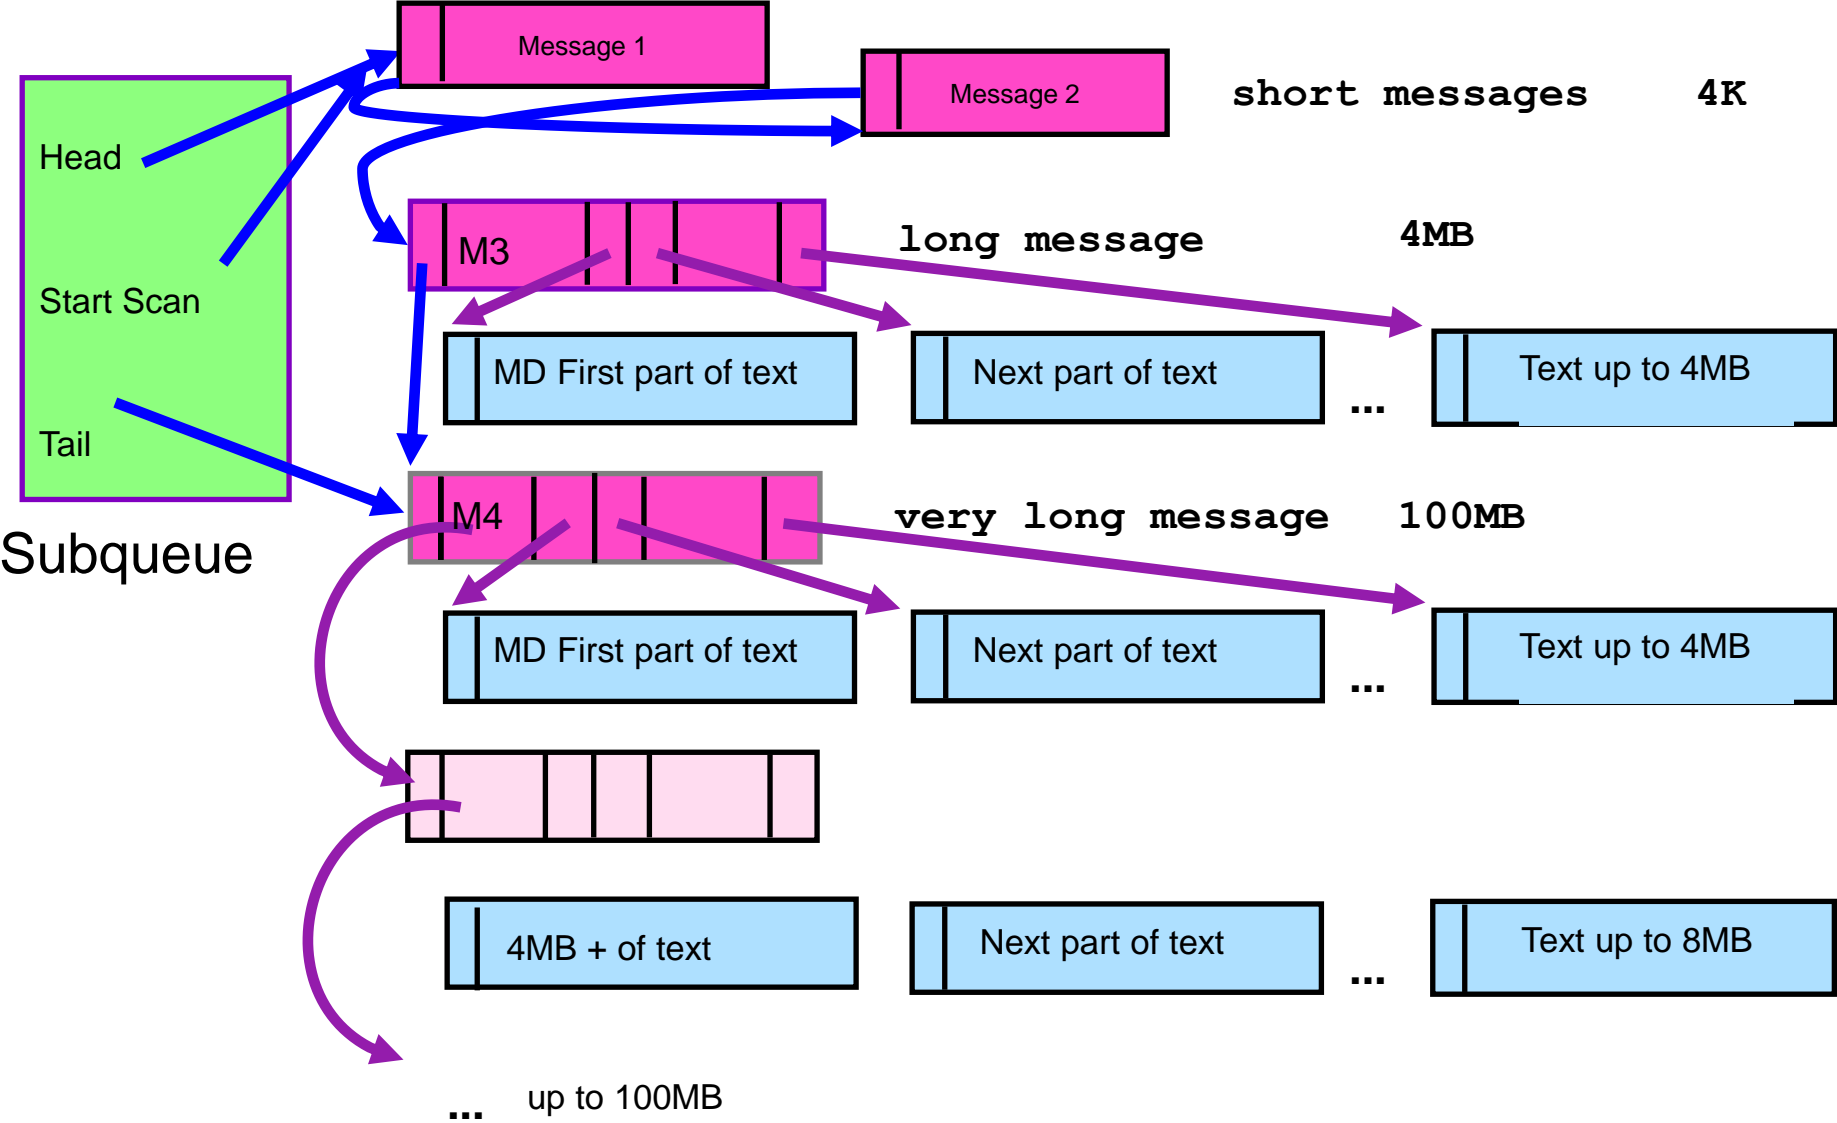 Message 1
Message 2
short messages 4K
Head
Start Scan
Tail
Subqueue
M3
long message 4MB
MD First part of text
Next part of text
...
Text up to 4MB
M4
very long message 100MB
MD First part of text
Next part of text
...
Text up to 4MB
4MB + of text
Next part of text
...
Text up to 8MB
... up to 100MB